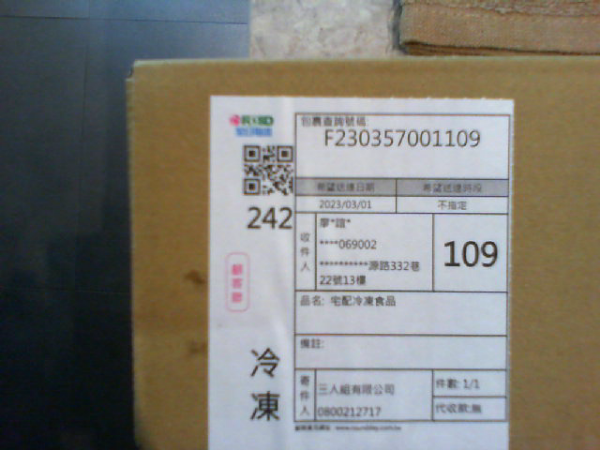 包裹查詢號碼:
F230357001109
希望送達日期
希望送達時段
2023/03/01
不指定
242
收件人
廖*誼*
****069002
**********源路332巷
22號13樓
109
顧客聯
品名: 宅配冷凍食品
備註:
冷凍
寄件人
三人組有限公司
0800212717
件數: 1/1
代收款:無